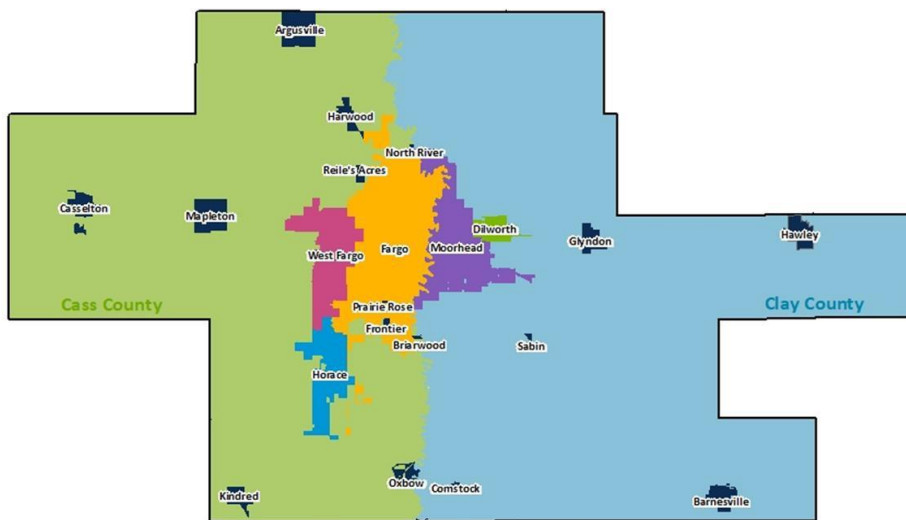 Argusville
Harwood
North River
Reile's Acres
Casselton
Mapleton
Dilworth
Hawley
Glyndon
West Fargo
Fargo
Moorhead
Cass County
Prairie Rose
Clay County
Frontier
Briarwood
Sabin
Horace
Oxbow
Comstock
Kindred
Barnesville